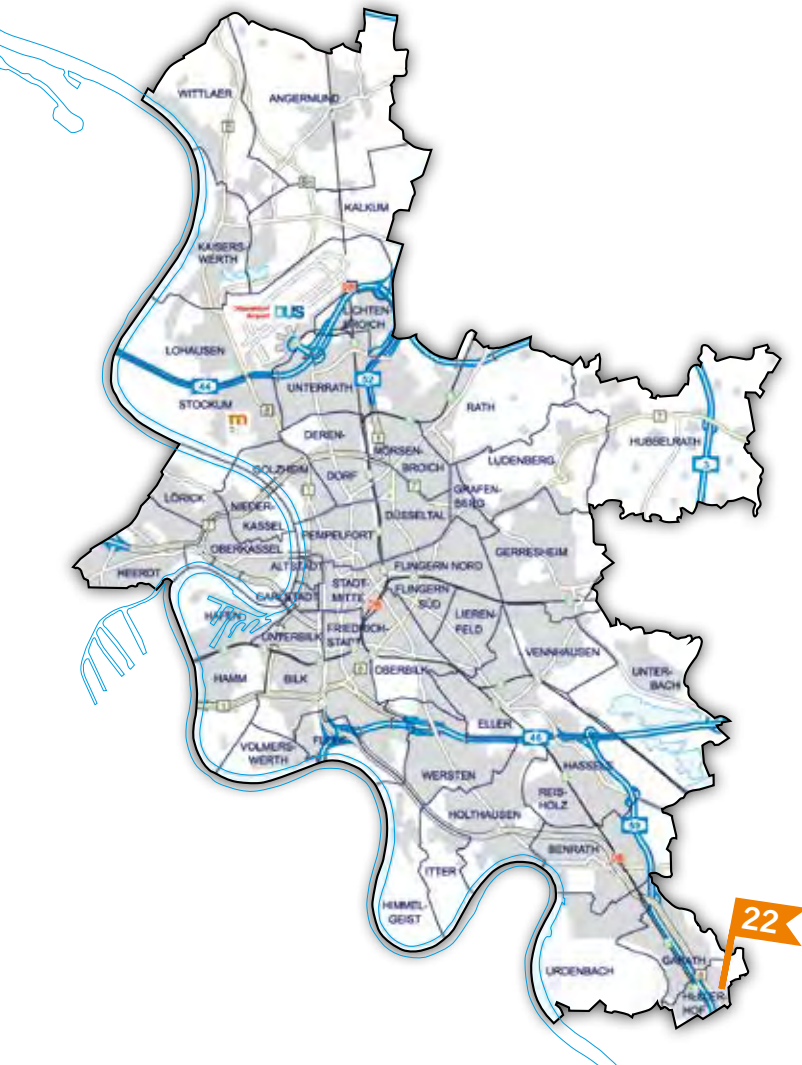 WITTLAER
ANGERMUND
KALKUM
KAISERS-
WERTH
DUS
LICHTEN-
BROICH
LOHAUSEN
44
STOCKUM
UNTERRATH
52
RATH
DEREN-
DORF
MÖRSEN-
BROICH
LUDENBERG
HUBBELRATH
3
GOLZHEIM
GRAFEN-
BERG
LÖRICK
NIEDER-
KASSEL
DÜSSELTAL
PEMPELFORT
OBERKASSEL
GERRESHEIM
HEERDT
ALTSTADT
FLINGERN NORD
STADT-
MITTE
FLINGERN
SÜD
CARLSTADT
HAFEN
LIEREN-
FELD
UNTERBILK
FRIEDRICH-
STADT
VENNHAUSEN
UNTER-
BACH
HAMM
BILK
OBERBILK
ELLER
46
VOLMERS-
WERTH
HASSELS
WERSTEN
REIS-
HOLZ
HOLTHAUSEN
59
BENRATH
ITTER
HIMMEL-
GEIST
22
URDENBACH
GARATH
HELLER-
HOF